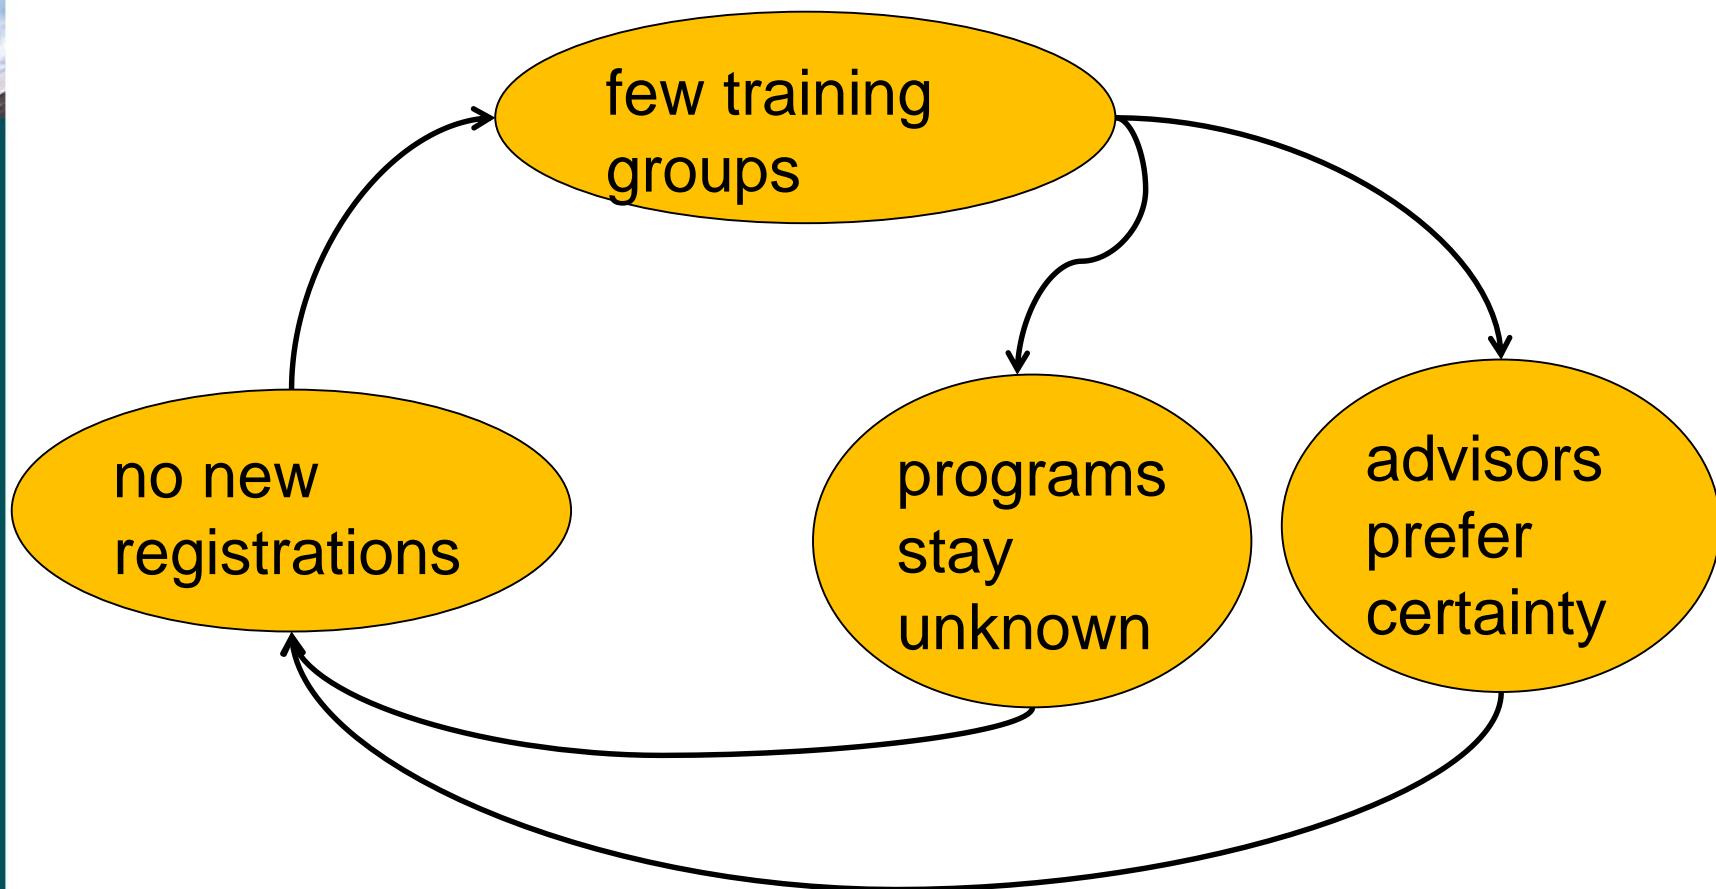 few training
groups
no new
registrations
programs
stay
unknown
advisors
prefer
certainty